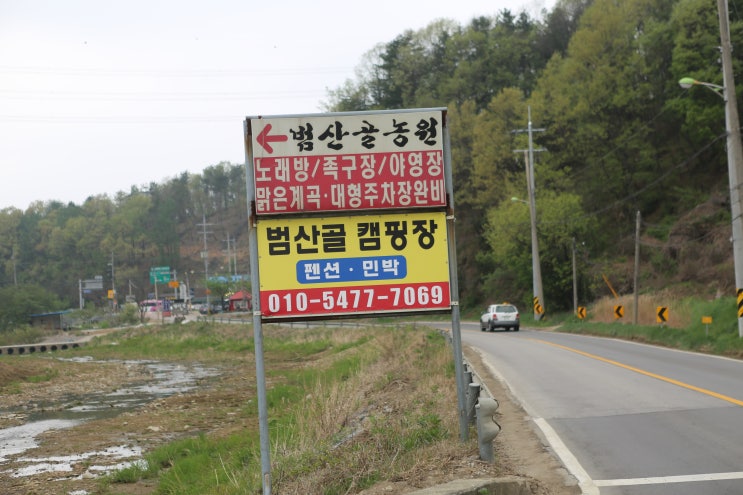 범산골농원
노래방/족구장/야영장
맑은계곡·대형주차장완비
범산골 캠핑장
펜션·민박
010-5477-7069